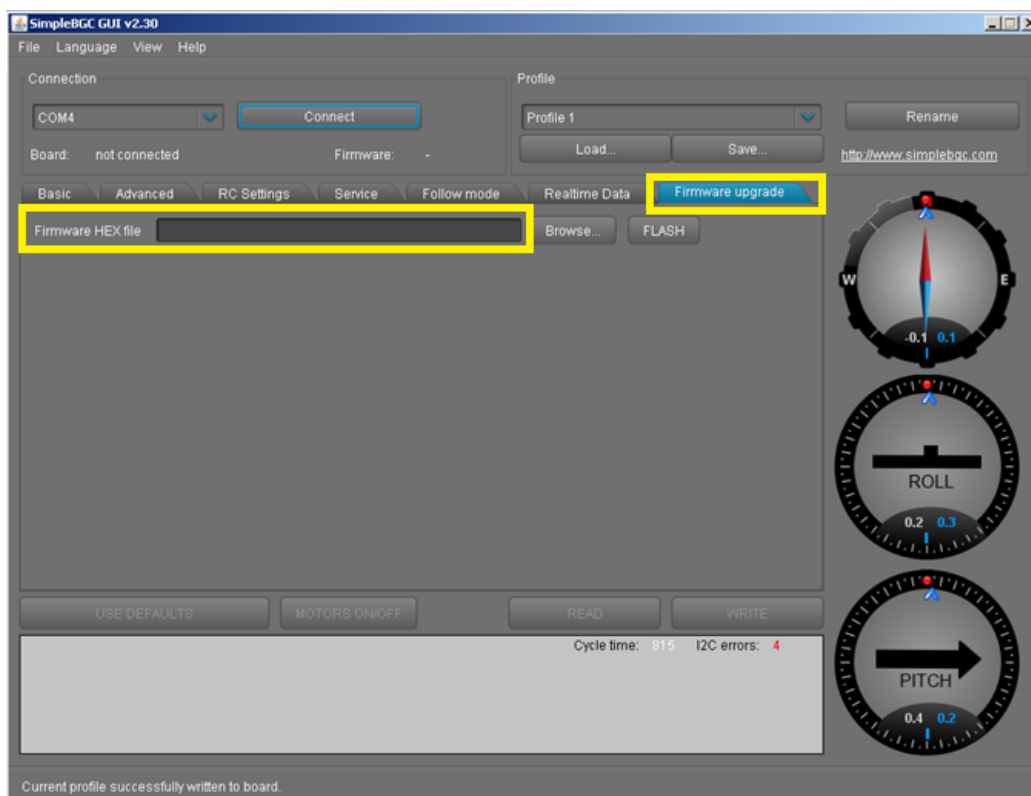 SimpleBGC GUI v2.30
File Language View Help
Connection
Profile
COM4
Connect
Profile 1
Rename
Board: not connected
Firmware: -
Load...
Save...
http://www.simplebgc.com
Basic Advanced RC Settings Service Follow mode Realtime Data Firmware upgrade
Firmware HEX file
Browse...
FLASH
W
E
-0.1 0.1
ROLL
0.2 0.3
USE DEFAULTS
MOTORS ON/OFF
READ
WRITE
Cycle time: 815 I2C errors: 4
PITCH
0.4 0.2
Current profile successfully written to board.